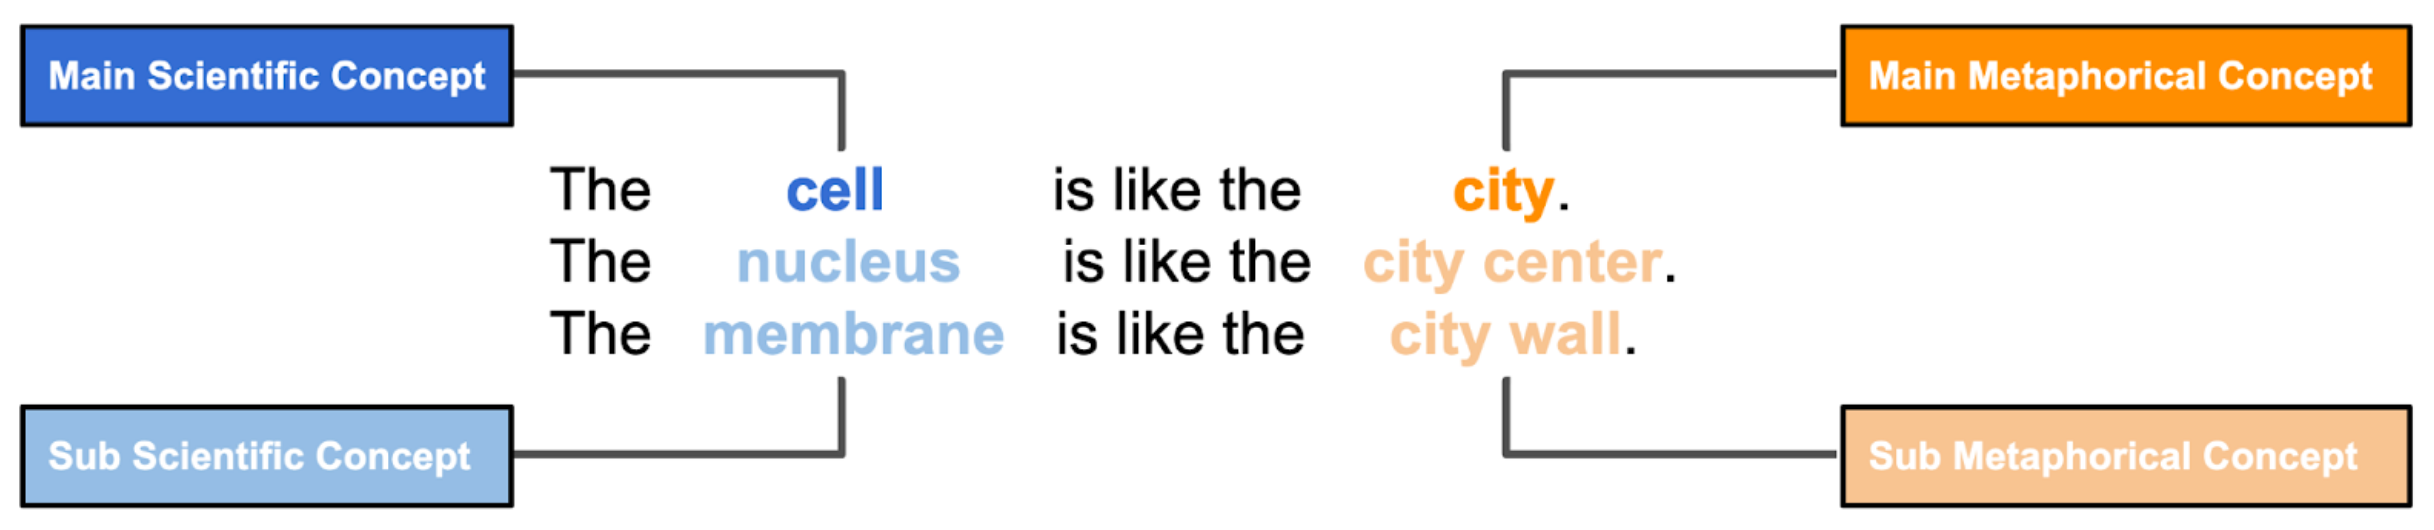 Main Scientific Concept
Main Metaphorical Concept
The cell is like the city.
The nucleus is like the city center.
The membrane is like the city wall.
Sub Scientific Concept
Sub Metaphorical Concept